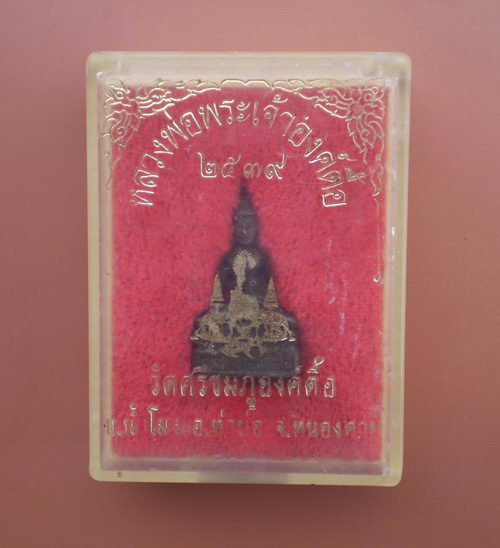 หลวงพ่อพระเจ้าองค์ตื้อ
๒๕๓๙
วัดศรีชมภูองค์ตื้อ
บ.น้ำโมง อ.ท่าบ่อ จ.หนองคาย